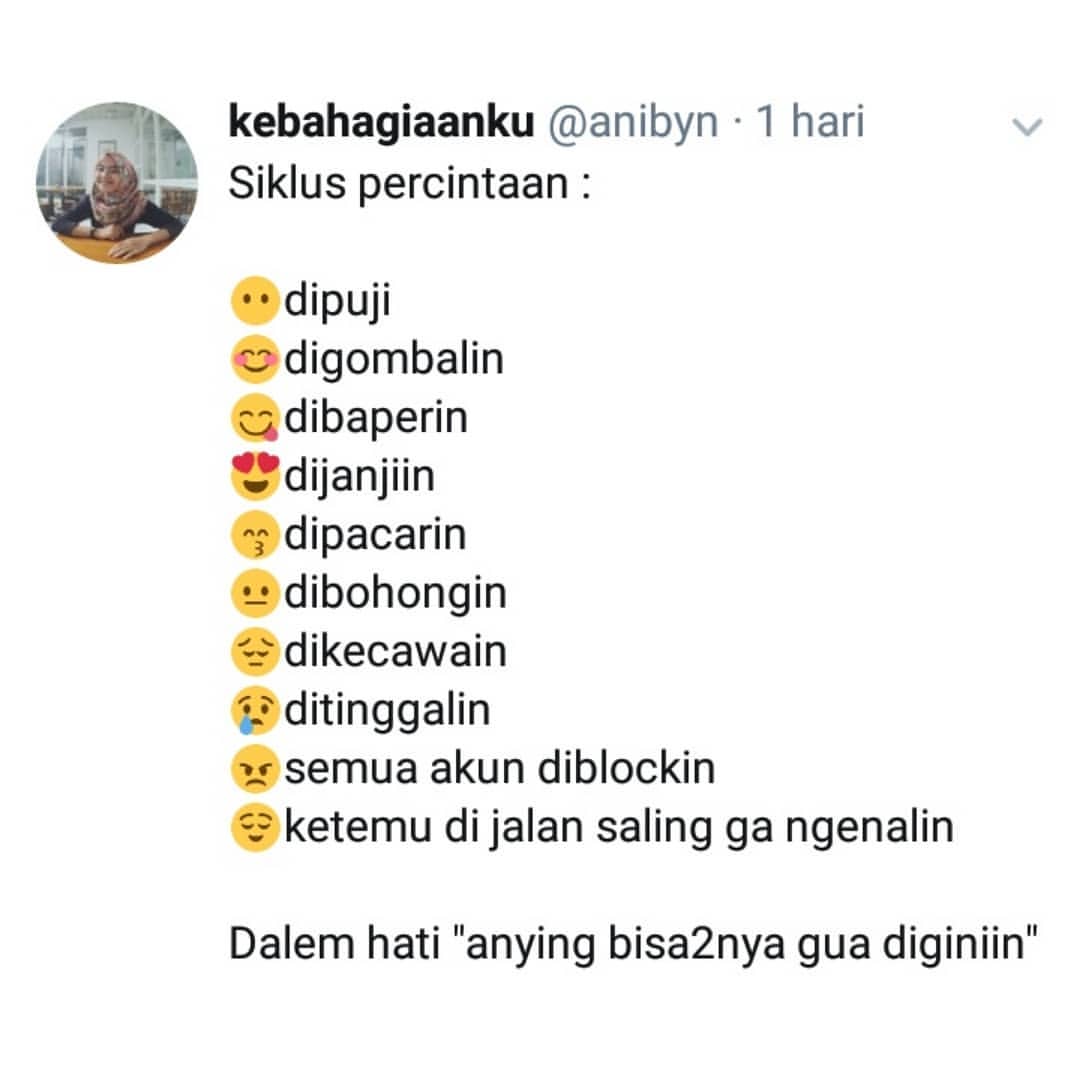 kebahagiaanku @anibyn · 1 hari
Siklus percintaan :
😶dipuji
😊digombalin
😋dibaperin
😍dijanjiin
😙dipacarin
😐dibohongin
😔dikecawain
😢ditinggalin
😠semua akun diblockin
😌ketemu di jalan saling ga ngenalin
Dalem hati "anying bisa2nya gua diginiin"